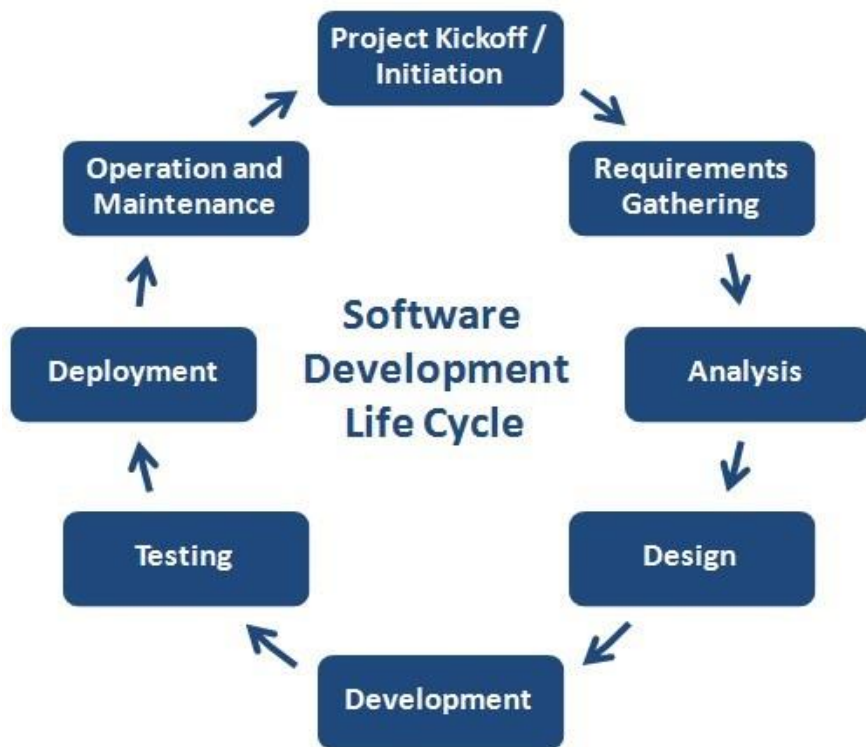 Project Kickoff /
Initiation
Requirements
Gathering
Analysis
Design
Development
Testing
Deployment
Operation and
Maintenance
Software
Development
Life Cycle